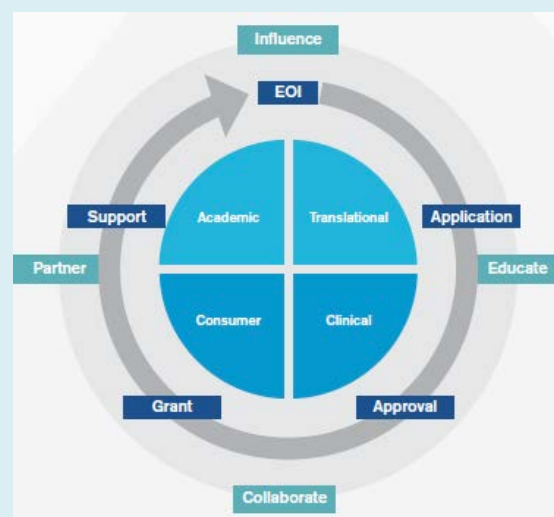 Influence
EOI
Academic
Translational
Support
Application
Partner
Educate
Consumer
Clinical
Grant
Approval
Collaborate